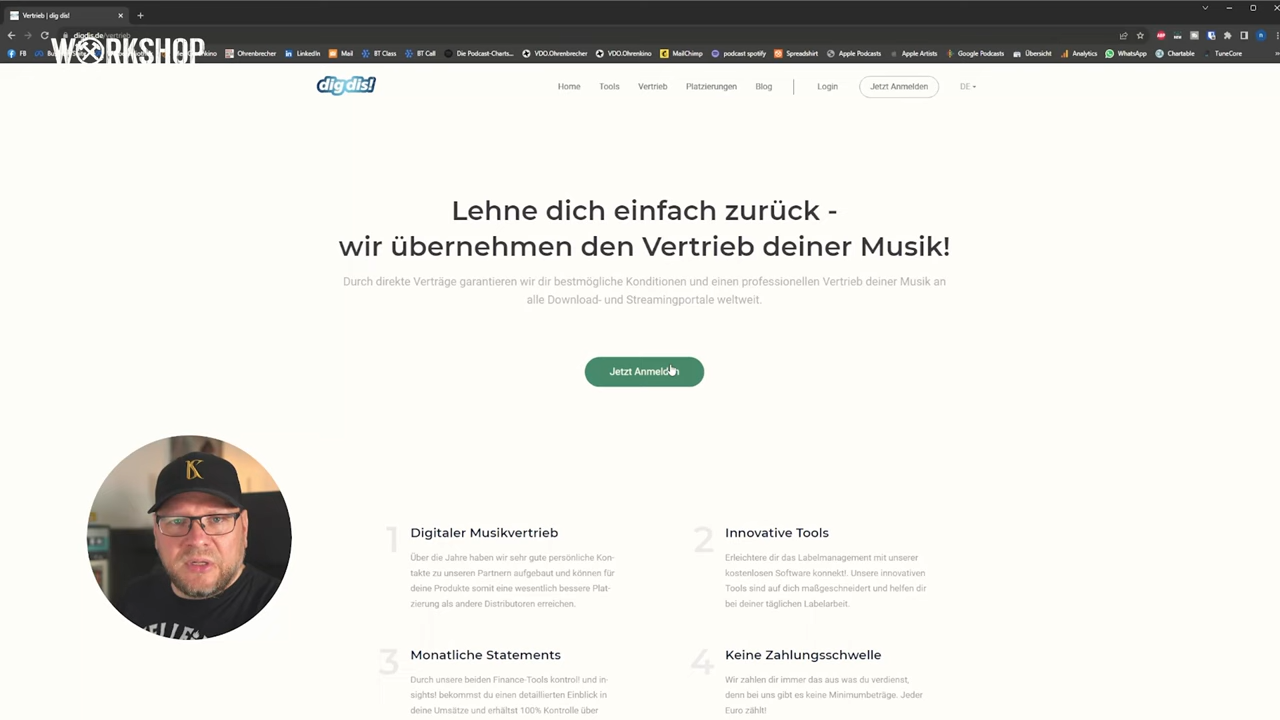 Vertrieb | dig dis!
digdis.de/vertrieb
WORKSHOP
FB
Ohrenbrecher
LinkedIn
Mail
BT Class
BT Call
Die Podcast-Charts...
VDO.Ohrenbrecher
VDO.Ohrenkino
MailChimp
podcast spotify
Spreadshirt
Apple Podcasts
Apple Artists
Google Podcasts
Übersicht
Analytics
WhatsApp
Chartable
TuneCore
dig dis!
Home
Tools
Vertrieb
Platzierungen
Blog
Login
Jetzt Anmelden
DE
Lehne dich einfach zurück -
wir übernehmen den Vertrieb deiner Musik!
Durch direkte Verträge garantieren wir dir bestmögliche Konditionen und einen professionellen Vertrieb deiner Musik an
alle Download- und Streamingportale weltweit.
Jetzt Anmelden
1 Digitaler Musikvertrieb
Über die Jahre haben wir sehr gute persönliche Kon-
takte zu unseren Partnern aufgebaut und können für
deine Produkte somit eine wesentlich bessere Plat-
zierung als andere Distributoren erreichen.
2 Innovative Tools
Erleichtere dir das Labelmanagement mit unserer
kostenlosen Software konnekt!. Unsere innovativen
Tools sind auf dich maßgeschneidert und helfen dir
bei deiner täglichen Labelarbeit.
3 Monatliche Statements
Durch unsere beiden Finance-Tools kontrol! und in-
sights! bekommst du einen detaillierten Einblick in
deine Umsätze und erhältst 100% Kontrolle über
4 Keine Zahlungsschwelle
Wir zahlen dir immer das aus was du verdienst,
denn bei uns gibt es keine Minimumbeträge. Jeder
Euro zählt!